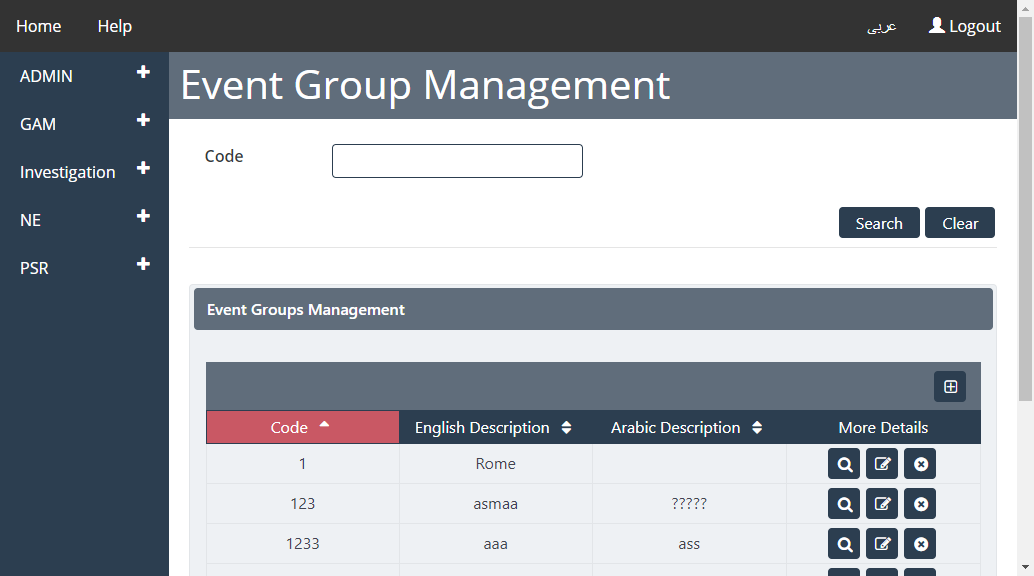 Home Help عربى Logout
ADMIN
GAM
Investigation
NE
PSR
Event Group Management
Code
Search Clear
Event Groups Management
Code English Description Arabic Description More Details
1 Rome
123 asmaa ?????
1233 aaa ass